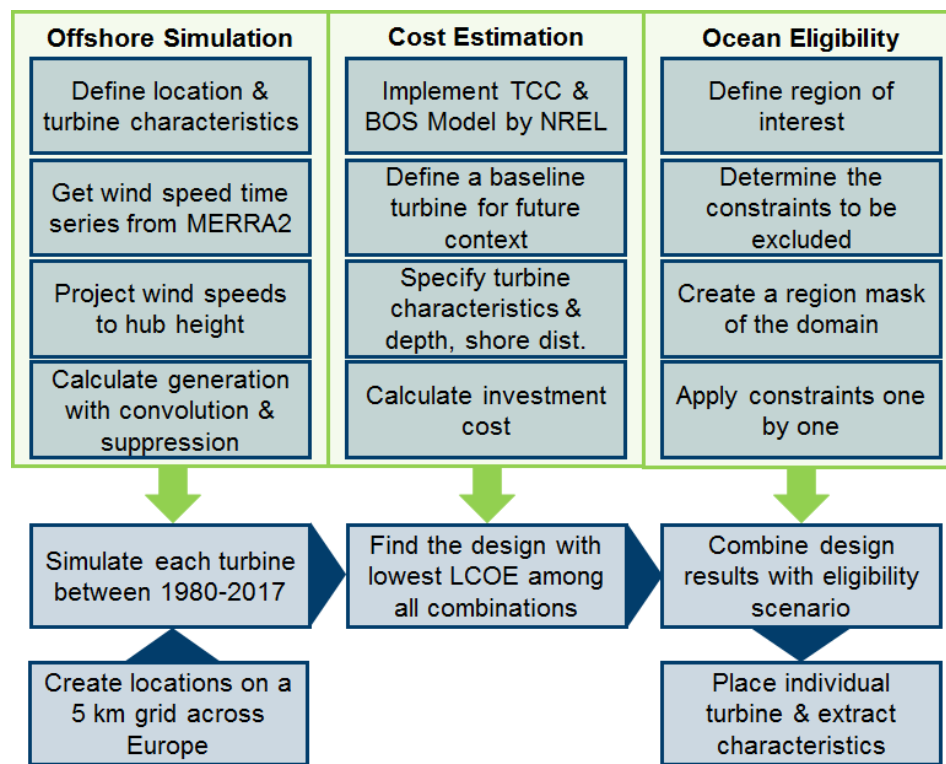 Offshore Simulation
Define location &
turbine characteristics
Get wind speed time
series from MERRA2
Project wind speeds
to hub height
Calculate generation
with convolution &
suppression
Cost Estimation
Implement TCC &
BOS Model by NREL
Define a baseline
turbine for future
context
Specify turbine
characteristics &
depth, shore dist.
Calculate investment
cost
Ocean Eligibility
Define region of
interest
Determine the
constraints to be
excluded
Create a region mask
of the domain
Apply constraints one
by one
Simulate each turbine
between 1980-2017
Find the design with
lowest LCOE among
all combinations
Combine design
results with eligibility
scenario
Create locations on a
5 km grid across
Europe
Place individual
turbine & extract
characteristics